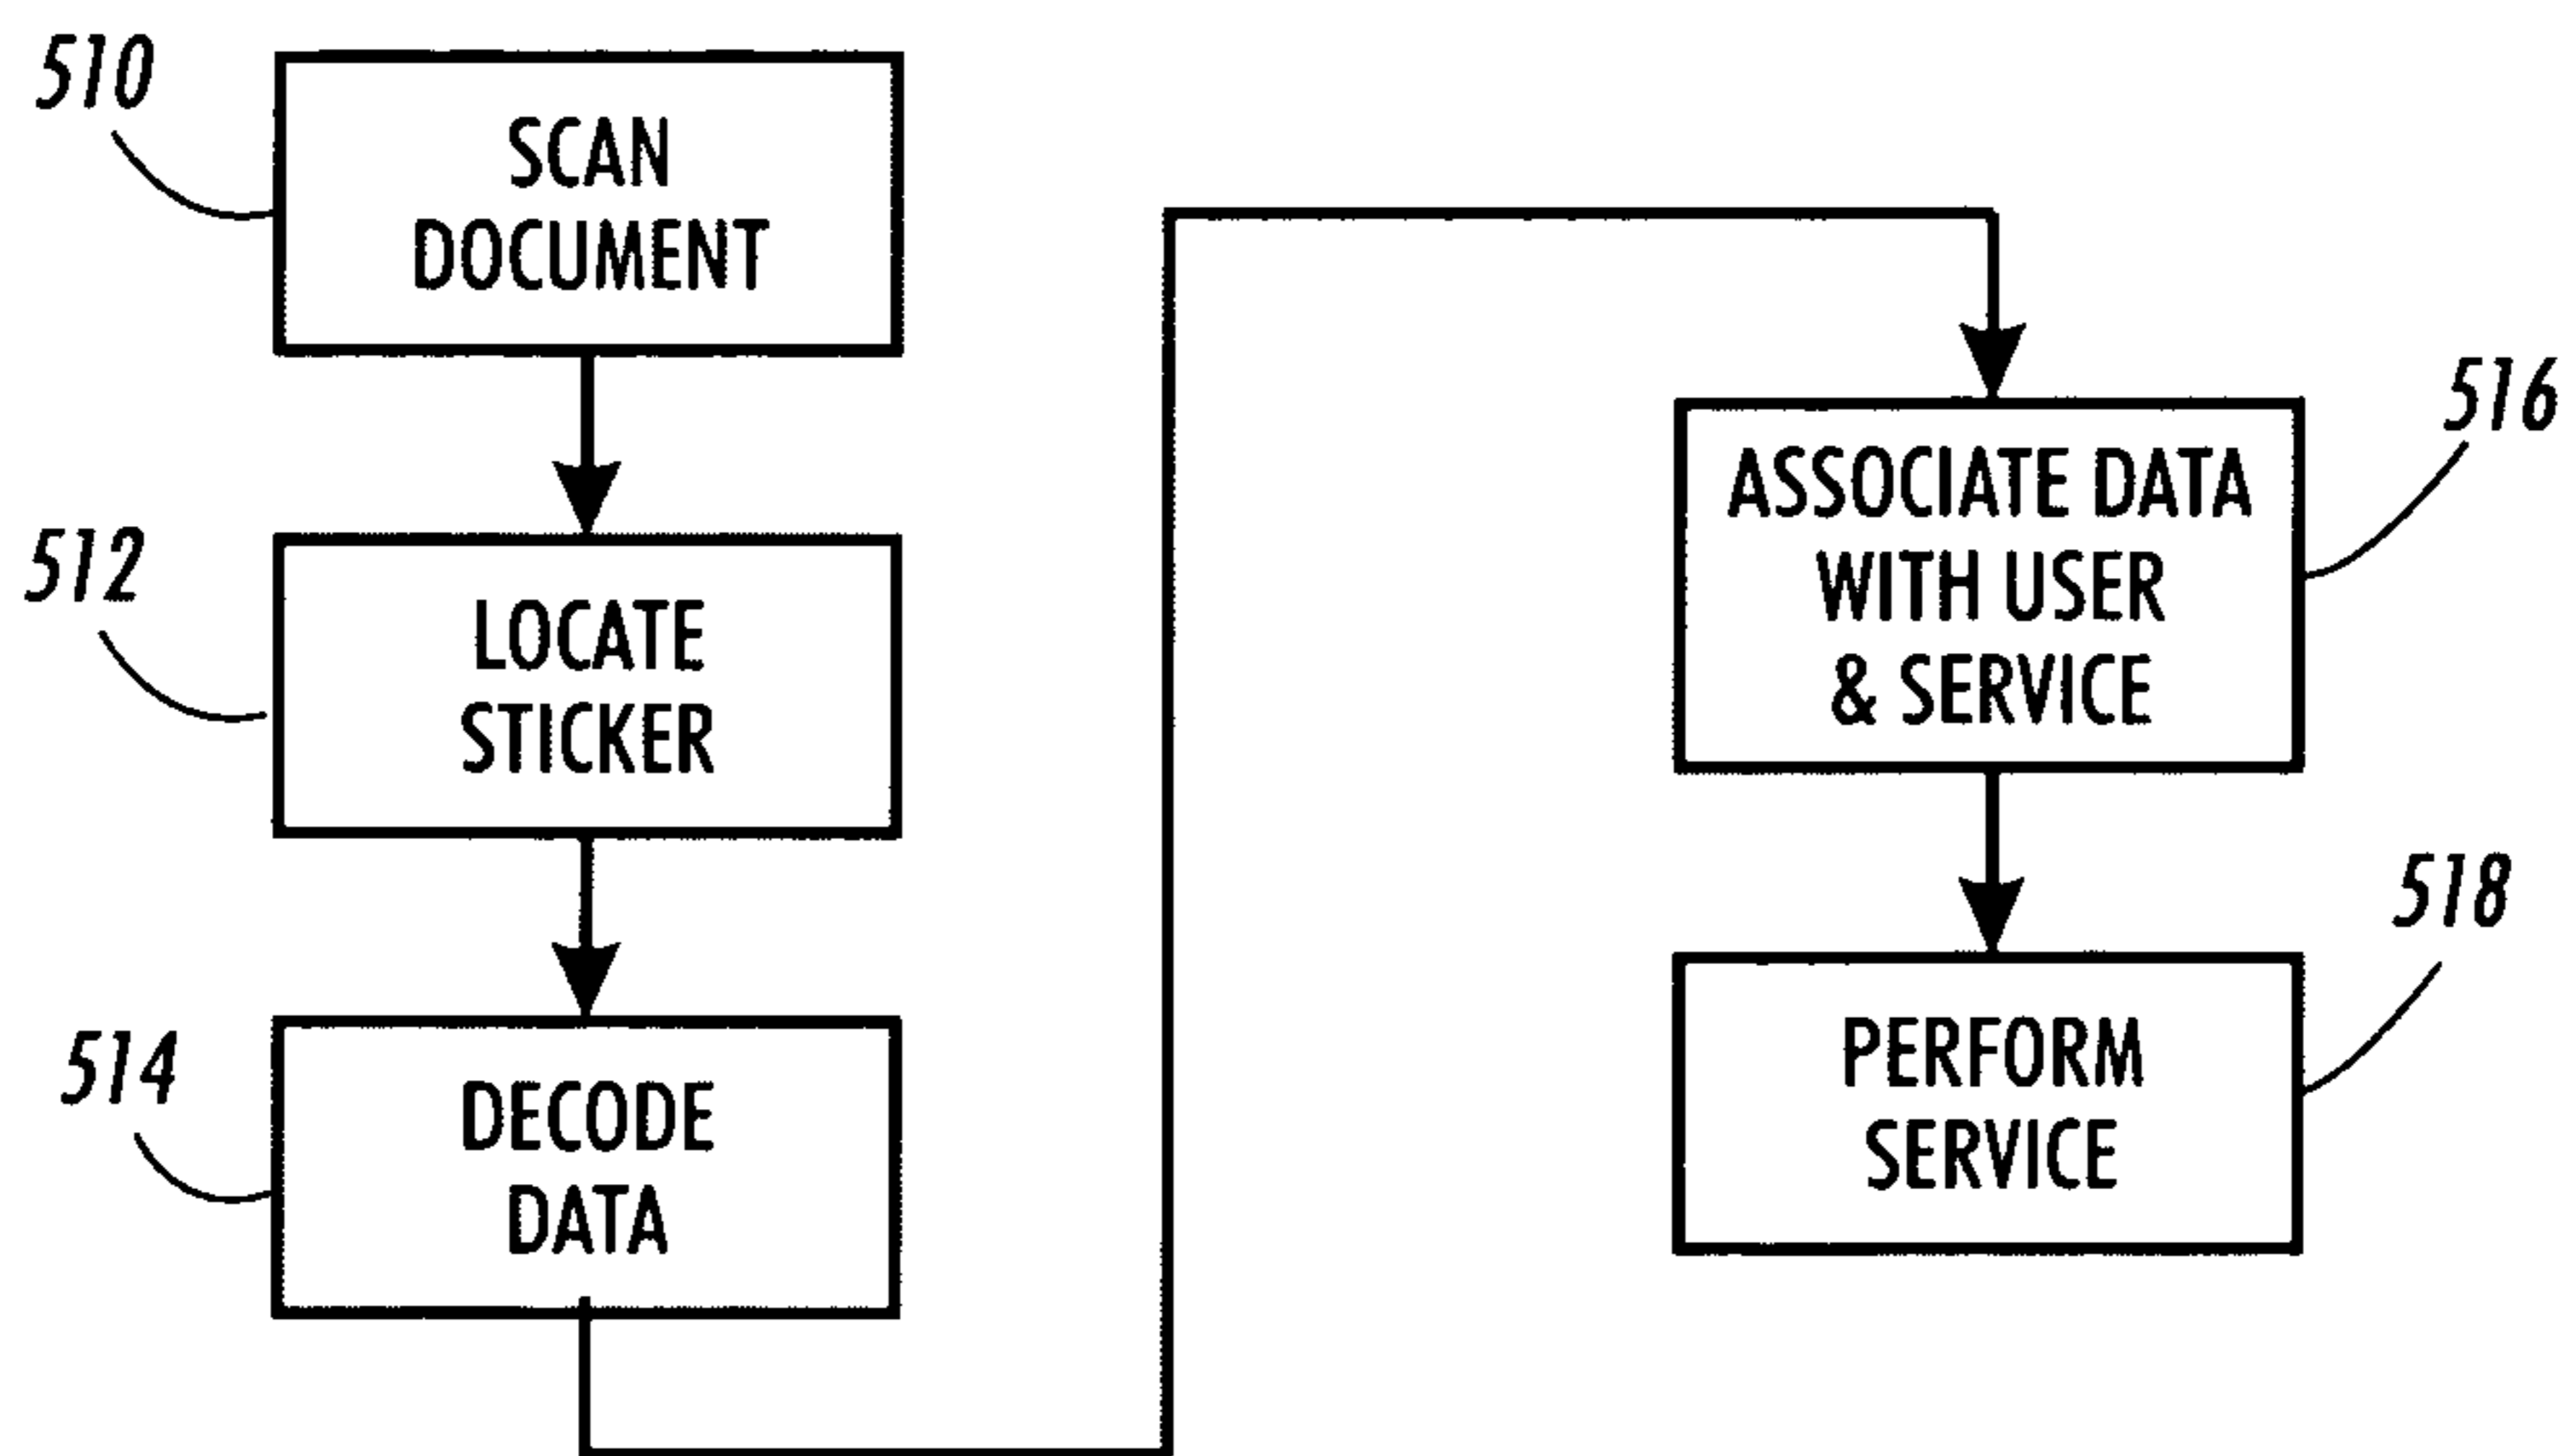 510
SCAN
DOCUMENT
512
LOCATE
STICKER
514
DECODE
DATA
516
ASSOCIATE DATA
WITH USER
& SERVICE
518
PERFORM
SERVICE